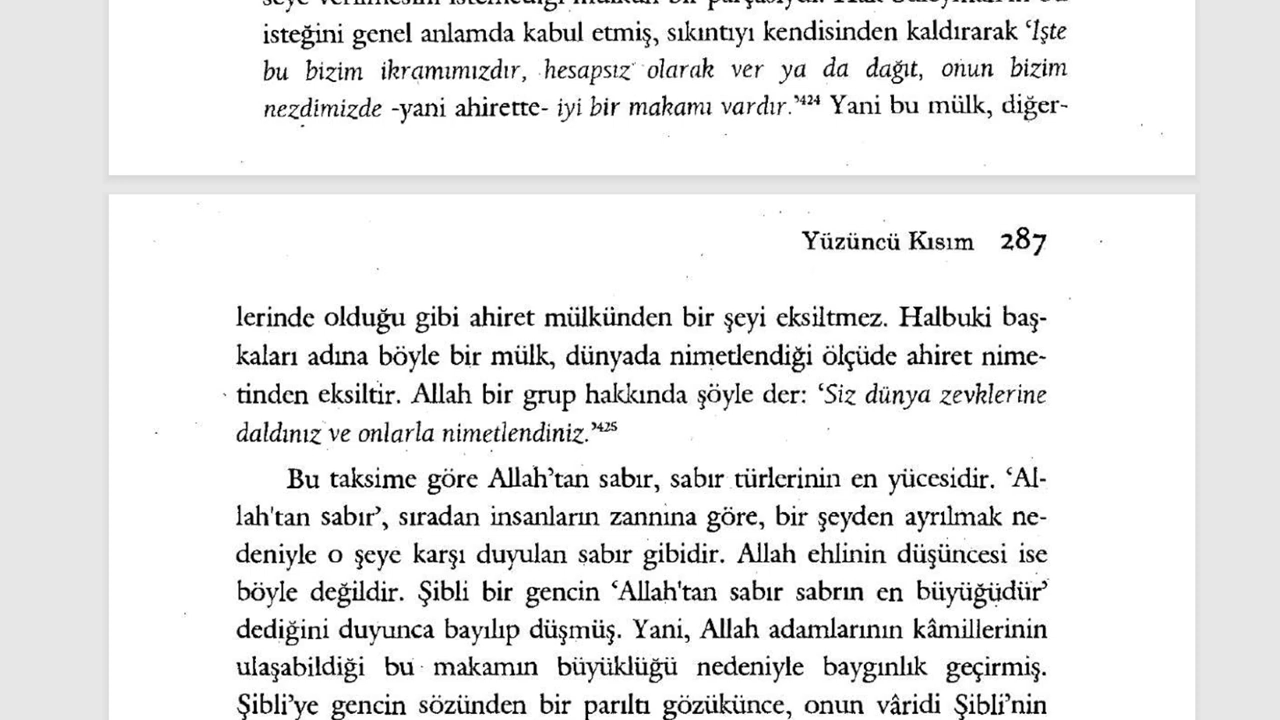 isteğini genel anlamda kabul etmiş, sıkıntıyı kendisinden kaldırarak ‘İşte
bu bizim ikramımızdır, hesapsız olarak ver ya da dağıt, onun bizim
nezdimizde -yani ahirette- iyi bir makamı vardır.’⁴²⁴ Yani bu mülk, diğer-
Yüzüncü Kısım 287
lerinde olduğu gibi ahiret mülkünden bir şeyi eksiltmez. Halbuki baş-
kaları adına böyle bir mülk, dünyada nimetlendiği ölçüde ahiret nime-
tinden eksiltir. Allah bir grup hakkında şöyle der: ‘Siz dünya zevklerine
daldınız ve onlarla nimetlendiniz.’⁴²⁵
Bu taksime göre Allah’tan sabır, sabır türlerinin en yücesidir. ‘Al-
lah'tan sabır’, sıradan insanların zannına göre, bir şeyden ayrılmak ne-
deniyle o şeye karşı duyulan sabır gibidir. Allah ehlinin düşüncesi ise
böyle değildir. Şibli bir gencin ‘Allah'tan sabır sabrın en büyüğüdür’
dediğini duyunca bayılıp düşmüş. Yani, Allah adamlarının kâmillerinin
ulaşabildiği bu makamın büyüklüğü nedeniyle baygınlık geçirmiş.
Şibli’ye gencin sözünden bir parıltı gözükünce, onun vâridi Şibli’nin